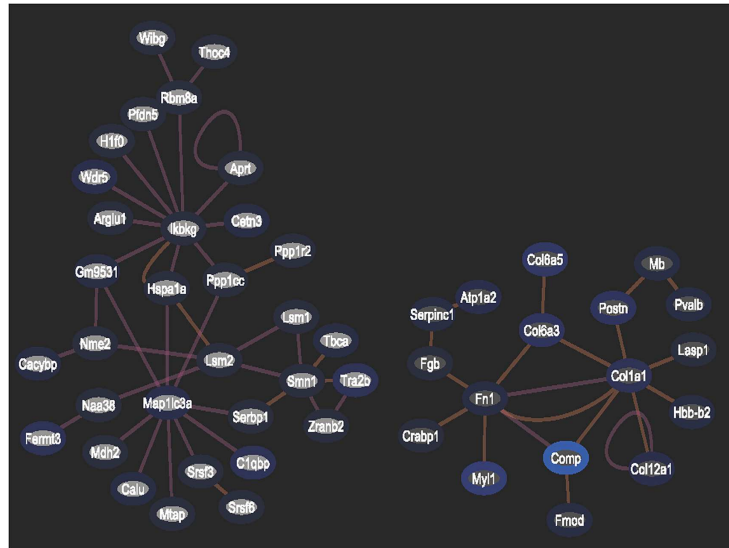 Wibg
Thoc4
Rbm8a
Pfdn5
H1f0
Aprt
Wdr5
Arglu1
Ikbkg
Cetn3
Ppp1r2
Gm9531
Hspa1a
Ppp1cc
Col6a5
Mb
Atp1a2
Postn
Pvalb
Serpinc1
Lsm1
Col6a3
Nme2
Tbca
Cacybp
Lsm2
Lasp1
Fgb
Smn1
Tra2b
Col1a1
Naa38
Map1lc3a
Serbp1
Fn1
Zranb2
Hbb-b2
Fermt3
Crabp1
Mdh2
C1qbp
Comp
Col12a1
Srsf3
Myl1
Calu
Srsf6
Mtap
Fmod